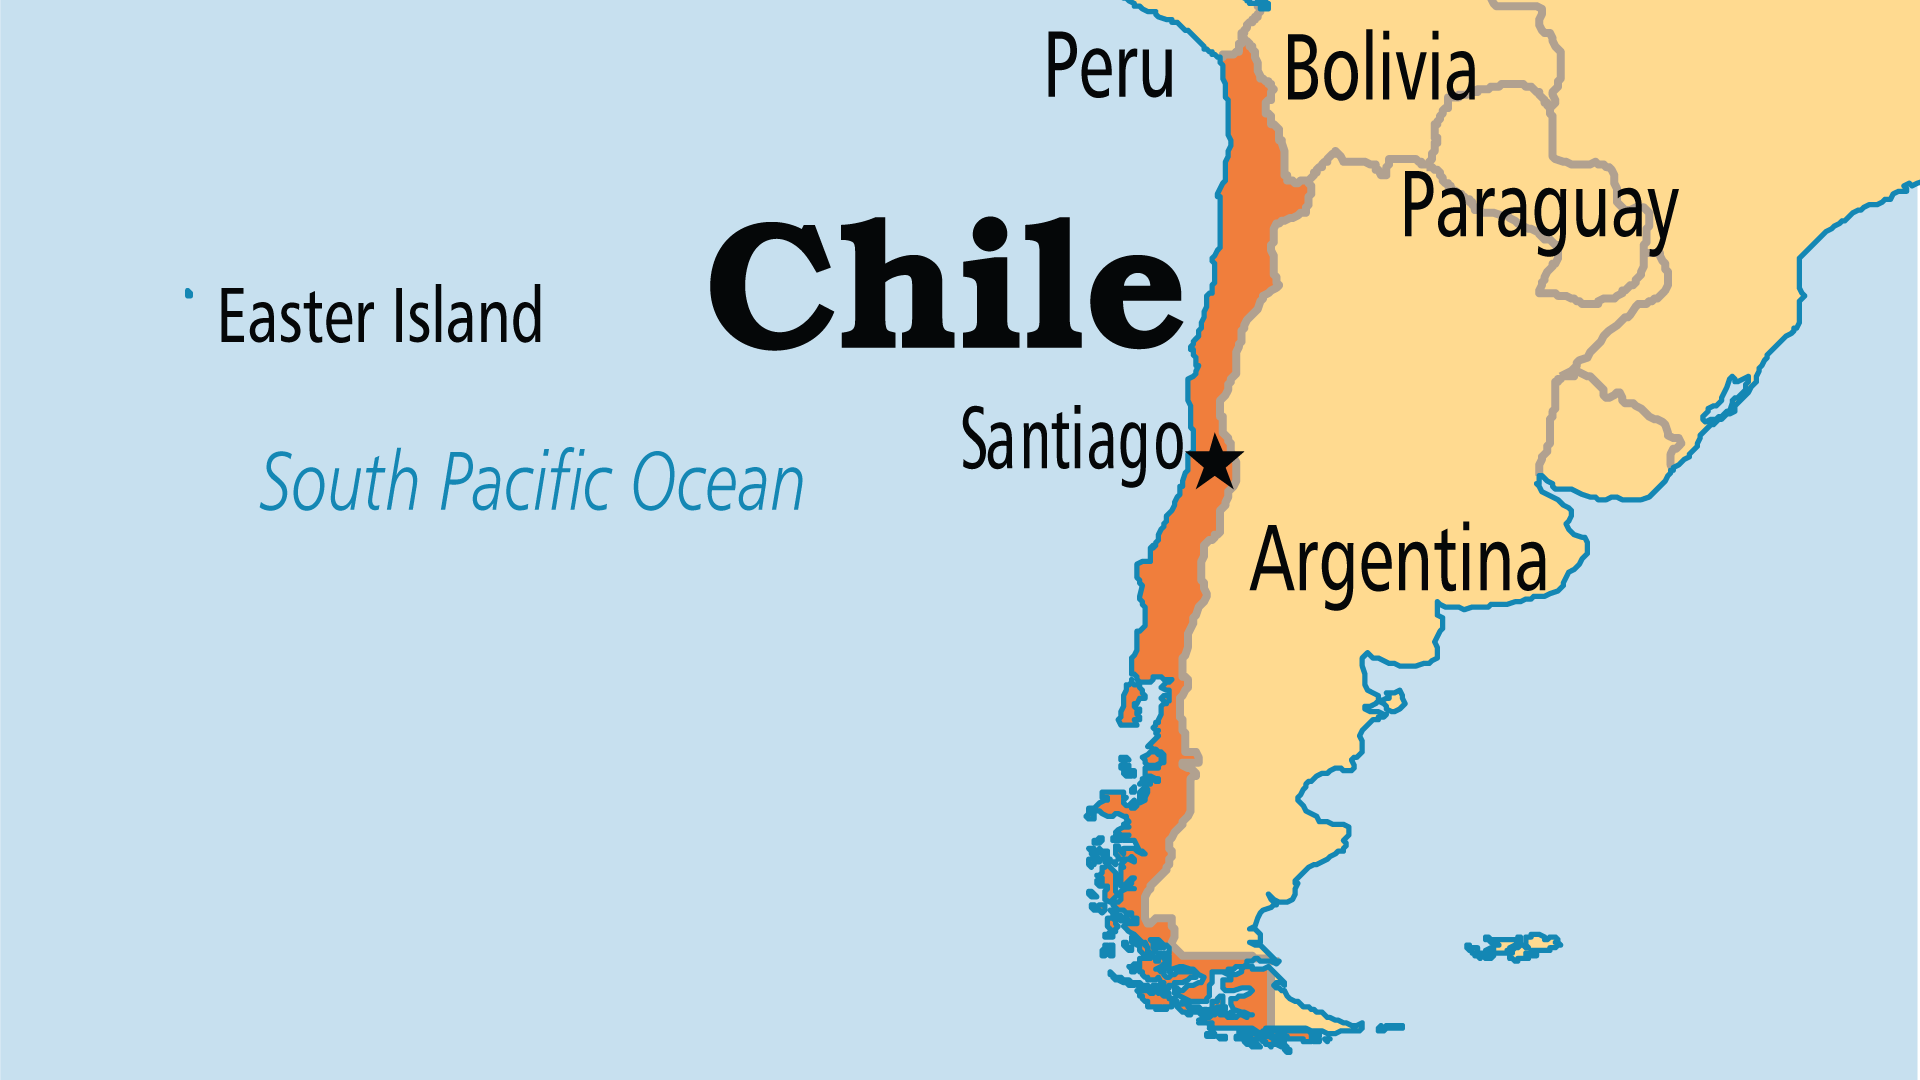 Peru
Bolivia
Paraguay
Chile
Easter Island
Santiago
South Pacific Ocean
Argentina